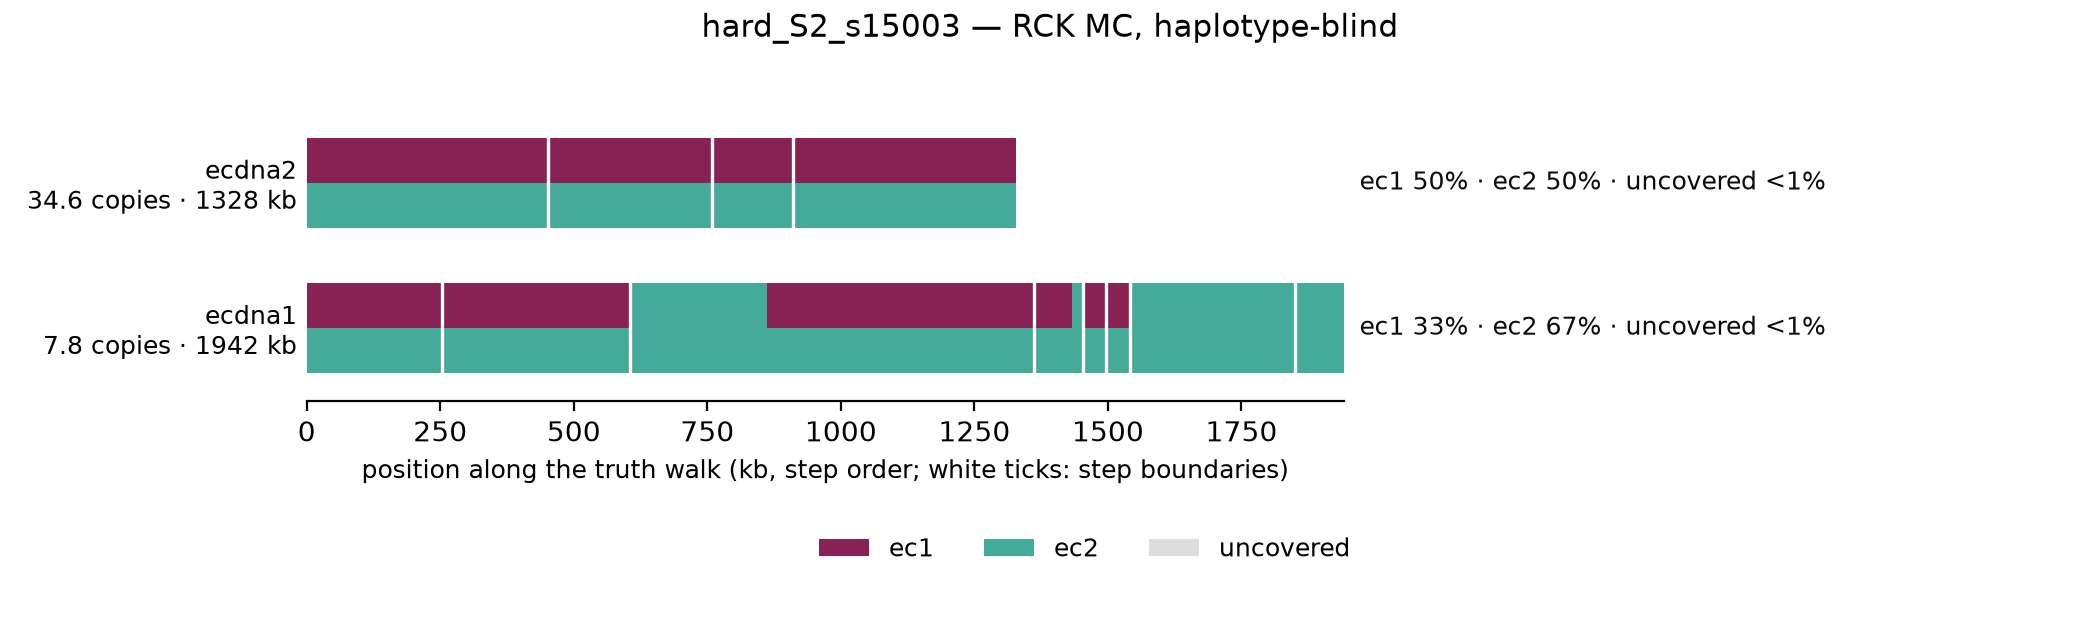 hard_S2_s15003 — RCK MC, haplotype-blind
ecdna2
34.6 copies · 1328 kb
ec1 50% · ec2 50% · uncovered <1%
ecdna1
7.8 copies · 1942 kb
ec1 33% · ec2 67% · uncovered <1%
0 250 500 750 1000 1250 1500 1750
position along the truth walk (kb, step order; white ticks: step boundaries)
ec1 ec2 uncovered